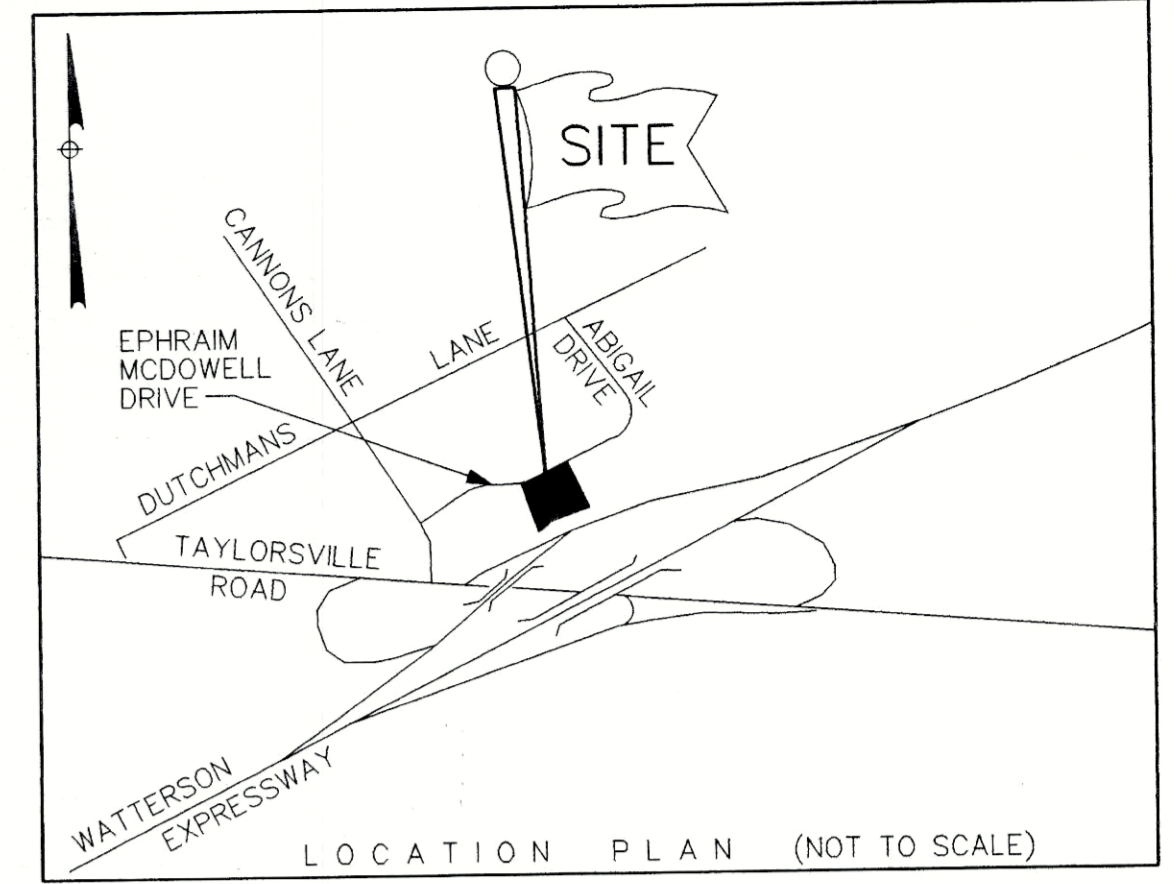 SITE
CANNONS LANE
EPHRAIM
MCDOWELL
DRIVE
DUTCHMANS LANE
ABIGAIL
DRIVE
TAYLORSVILLE
ROAD
WATTERSON
EXPRESSWAY
LOCATION PLAN (NOT TO SCALE)